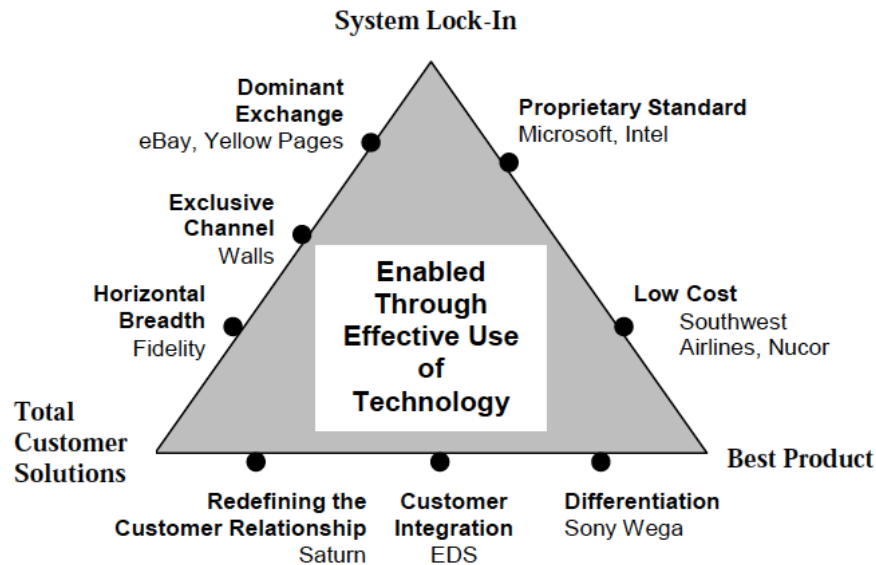 System Lock-In
Dominant
Exchange
eBay, Yellow Pages
Proprietary Standard
Microsoft, Intel
Exclusive
Channel
Walls
Enabled
Through
Effective Use
of
Technology
Horizontal
Breadth
Fidelity
Low Cost
Southwest
Airlines, Nucor
Total
Customer
Solutions
Best Product
Redefining the
Customer Relationship
Saturn
Customer
Integration
EDS
Differentiation
Sony Wega